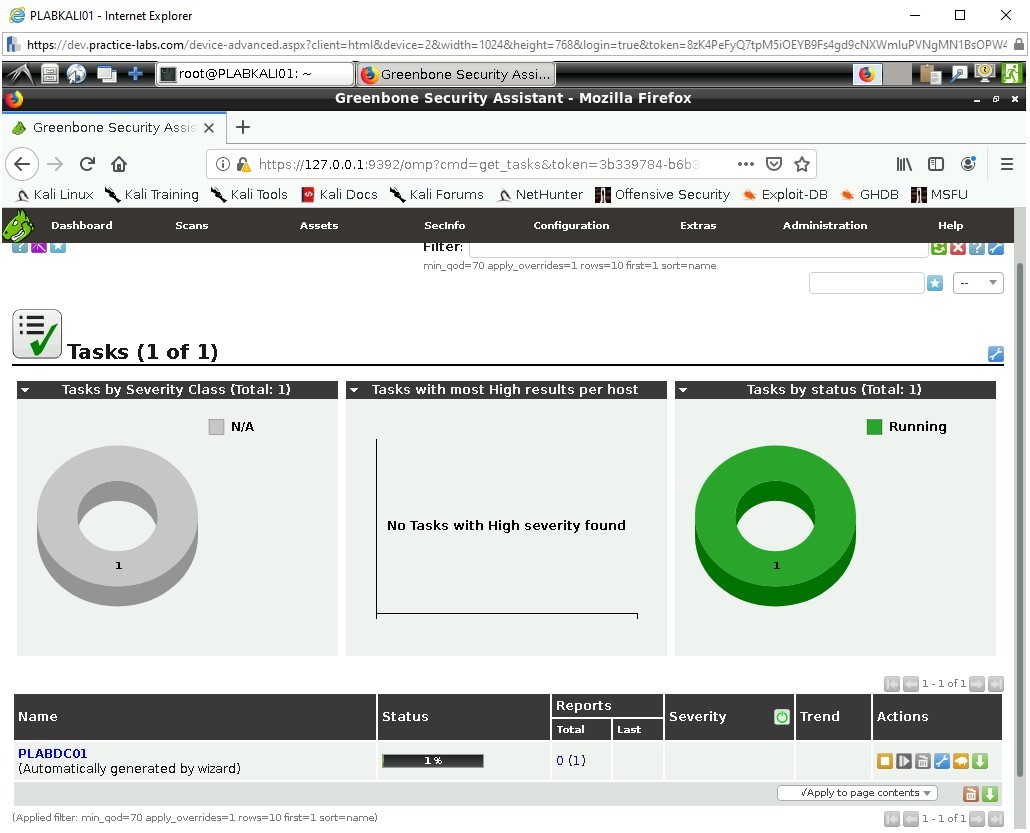 PLABKALI01 - Internet Explorer
https://dev.practice-labs.com/device-advanced.aspx?client=html&device=2&width=1024&height=768&login=true&token=8zK4PeFyQ7tpM5iOEYB9Fs4gd9cNXWmIuPVNgMN1BsOPW4
root@PLABKALI01: ~
Greenbone Security Assi...
Greenbone Security Assistant - Mozilla Firefox
Greenbone Security Assis
https://127.0.0.1:9392/omp?cmd=get_tasks&token=3b339784-b6b3
Kali Linux Kali Training Kali Tools Kali Docs Kali Forums NetHunter Offensive Security Exploit-DB GHDB MSFU
Dashboard Scans Assets SecInfo Configuration Extras Administration Help
Filter:
min_qod=70 apply_overrides=1 rows=10 first=1 sort=name
--
Tasks (1 of 1)
Tasks by Severity Class (Total: 1)
N/A
1
Tasks with most High results per host
No Tasks with High severity found
Tasks by status (Total: 1)
Running
1
1 - 1 of 1
Name Status Reports Severity Trend Actions
Total Last
PLABDC01
(Automatically generated by wizard)
1 %
0 (1)
√Apply to page contents
(Applied filter: min_qod=70 apply_overrides=1 rows=10 first=1 sort=name)
1 - 1 of 1